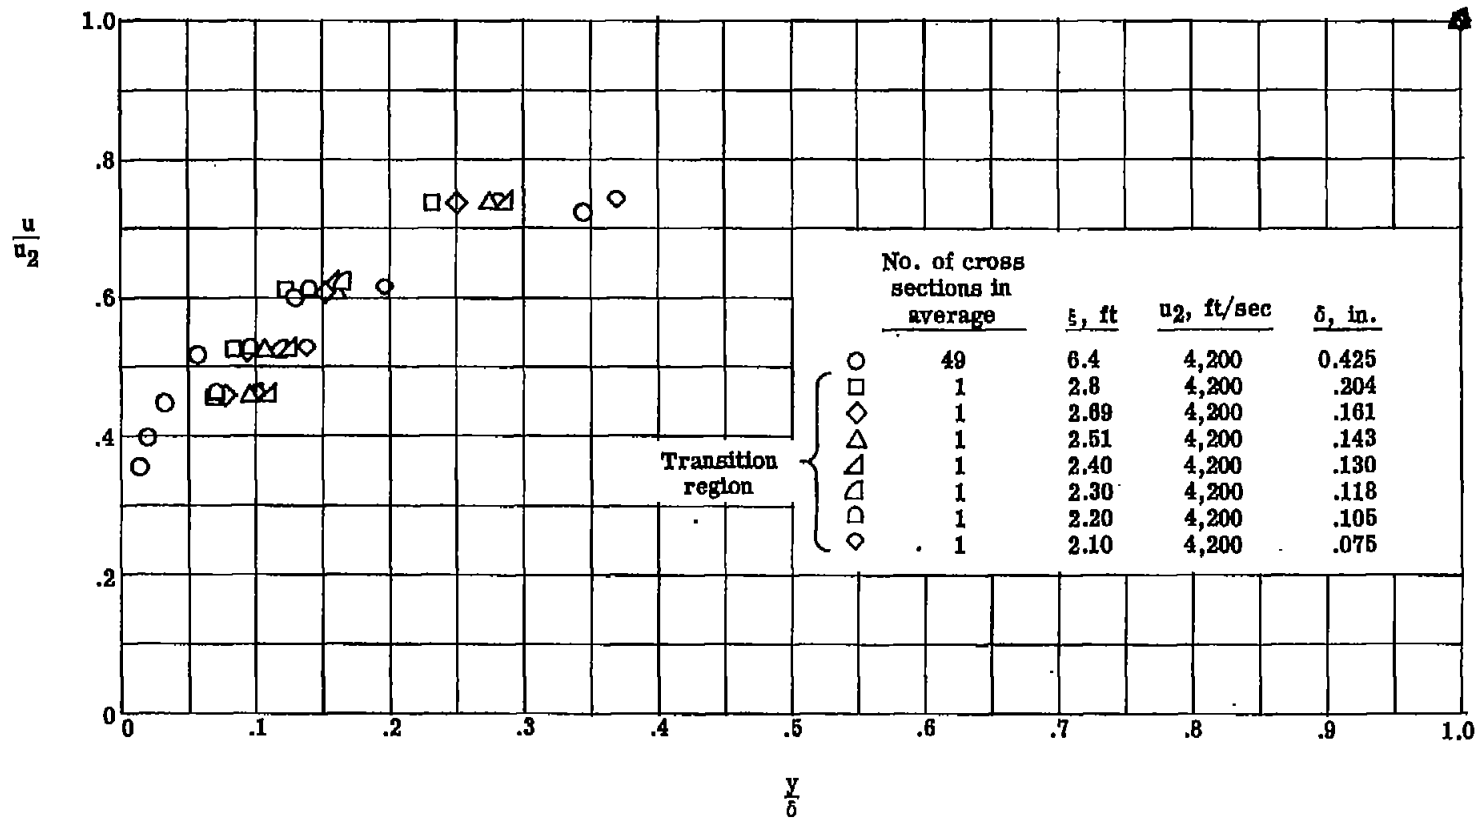 1.0
.8
.6
.4
.2
0
u
u2
No. of cross
sections in
average ξ, ft u2, ft/sec δ, in.
49 6.4 4,200 0.425
1 2.8 4,200 .204
1 2.69 4,200 .161
1 2.51 4,200 .143
1 2.40 4,200 .130
1 2.30 4,200 .118
1 2.20 4,200 .105
1 2.10 4,200 .075
Transition
region
0 .1 .2 .3 .4 .5 .6 .7 .8 .9 1.0
y
δ